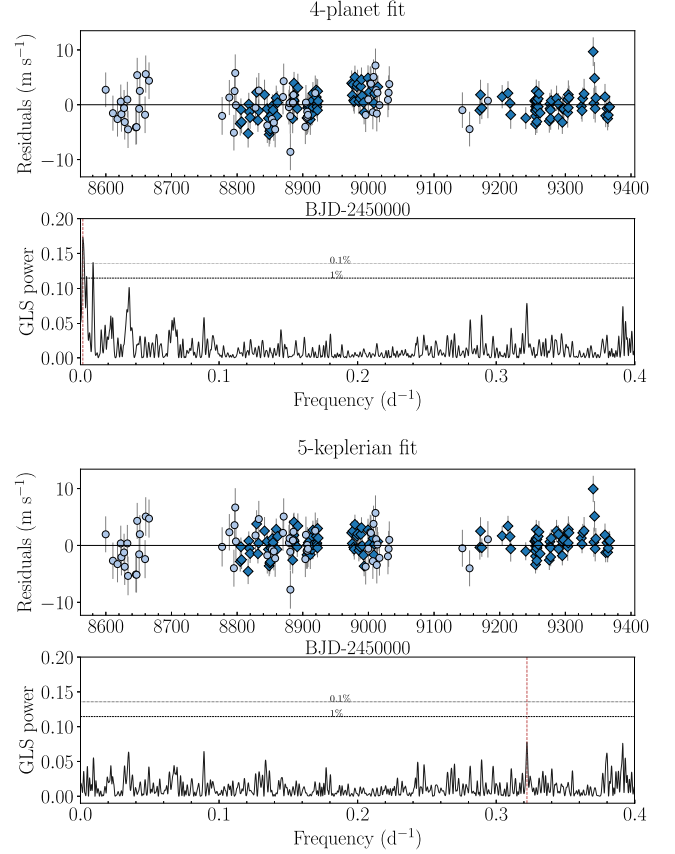 4-planet fit
Residuals (m s⁻¹)
10
0
−10
8600 8700 8800 8900 9000 9100 9200 9300 9400
BJD-2450000
GLS power
0.20
0.15
0.10
0.05
0.00
0.1%
1%
0.0 0.1 0.2 0.3 0.4
Frequency (d⁻¹)
5-keplerian fit
Residuals (m s⁻¹)
10
0
−10
8600 8700 8800 8900 9000 9100 9200 9300 9400
BJD-2450000
GLS power
0.20
0.15
0.10
0.05
0.00
0.1%
1%
0.0 0.1 0.2 0.3 0.4
Frequency (d⁻¹)